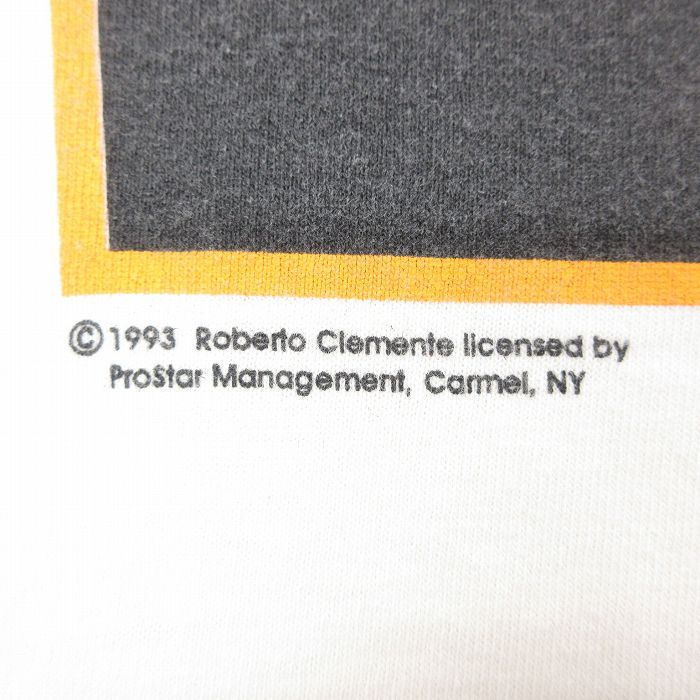 © 1993 Roberto Clemente licensed by
ProStar Management, Carmel, NY